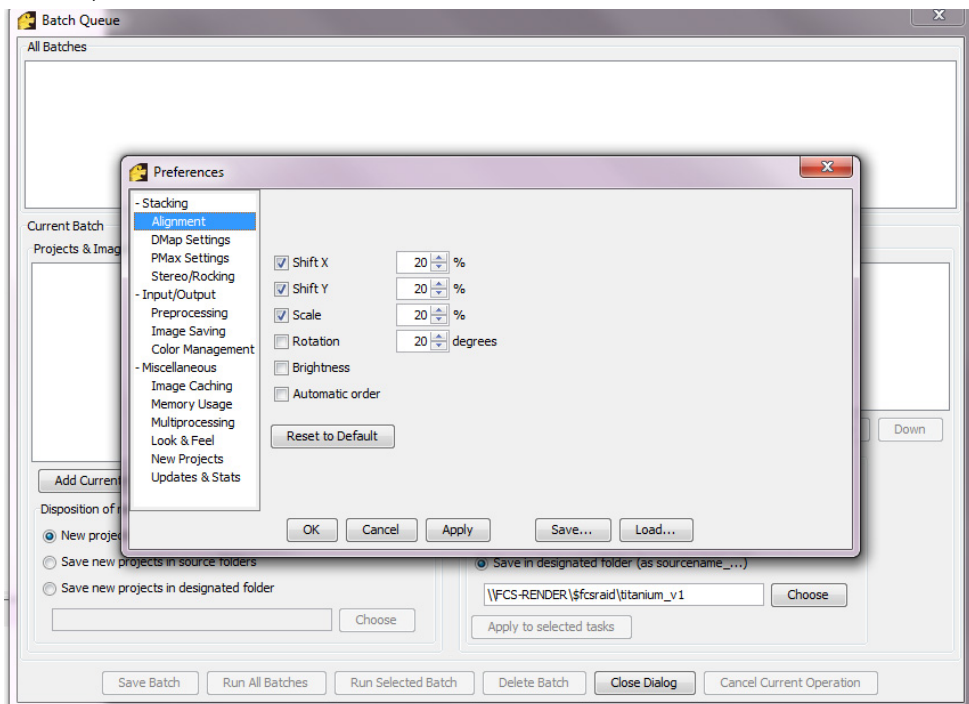 Batch Queue
All Batches
Preferences
- Stacking
Alignment
DMap Settings
PMax Settings
Stereo/Rocking
- Input/Output
Preprocessing
Image Saving
Color Management
- Miscellaneous
Image Caching
Memory Usage
Multiprocessing
Look & Feel
New Projects
Updates & Stats
Shift X 20 %
Shift Y 20 %
Scale 20 %
Rotation 20 degrees
Brightness
Automatic order
Reset to Default
OK Cancel Apply Save... Load...
Current Batch
Projects &
Down
Add
Disposition of
New
Save new projects in source folders
Save new projects in designated folder
Choose
Save in designated folder (as sourcename_...)
\\FCS-RENDER\$fcsraid\titanium_v1 Choose
Apply to selected tasks
Save Batch Run All Batches Run Selected Batch Delete Batch Close Dialog Cancel Current Operation